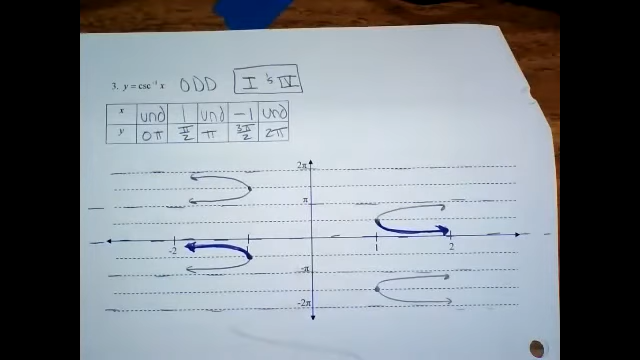 3. y = csc⁻¹ x ODD I & IV
x und 1 und -1 und
y 0π π/2 π 3π/2 2π
2π
π
-2 1 2
-π
-2π